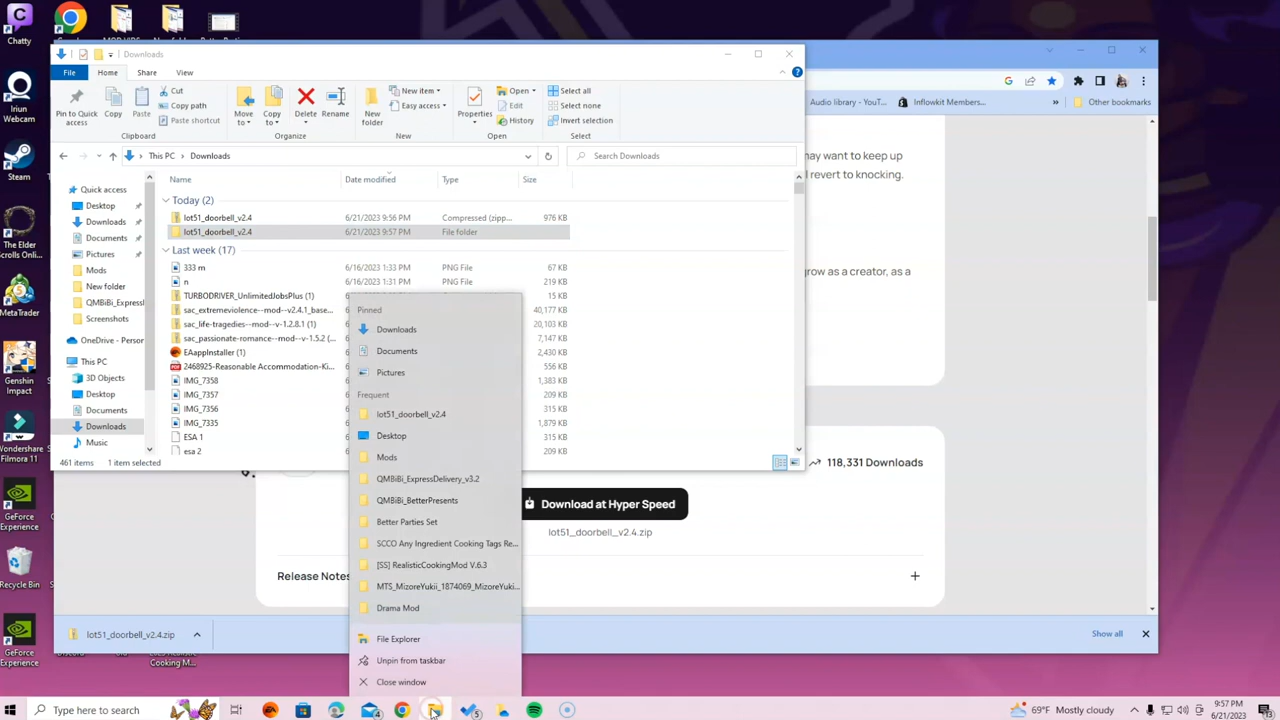 Chatty
Iriun
Webcam
Steam
The Elder
Scrolls Onlin...
MetaTrader
Genshin
Impact
Wondershare
Filmora 11
GeForce
Experience
Recycle Bin
GeForce
Experience
Downloads
File
Home
Share
View
Pin to Quick
access
Copy
Paste
Cut
Copy path
Paste shortcut
Clipboard
Move
to
Copy
to
Delete
Rename
Organize
New
folder
New item
Easy access
New
Properties
Open
Edit
History
Open
Select all
Select none
Invert selection
Select
This PC
Downloads
Search Downloads
Name
Date modified
Type
Size
Quick access
Desktop
Downloads
Documents
Pictures
Mods
New folder
QMBiBi_Express
Screenshots
OneDrive - Person
This PC
3D Objects
Desktop
Documents
Downloads
Music
Today (2)
lot51_doorbell_v2.4 6/21/2023 9:56 PM Compressed (zipp... 976 KB
lot51_doorbell_v2.4 6/21/2023 9:57 PM File folder
Last week (17)
333 m 6/16/2023 1:33 PM PNG File 67 KB
n 6/16/2023 1:31 PM PNG File 219 KB
TURBODRIVER_UnlimitedJobsPlus (1) 15 KB
sac_extremeviolence--mod--v2.4.1_base... 40,177 KB
sac_life-tragedies--mod--v-1.2.8.1 (1) 20,103 KB
sac_passionate-romance--mod--v-1.5.2 (... 7,147 KB
EAappInstaller (1) 2,430 KB
2468925-Reasonable Accommodation-Ki... 556 KB
IMG_7358 1,383 KB
IMG_7357 209 KB
IMG_7356 315 KB
IMG_7335 1,879 KB
ESA 1 315 KB
esa 2 209 KB
461 items 1 item selected
Pinned
Downloads
Documents
Pictures
Frequent
lot51_doorbell_v2.4
Desktop
Mods
QMBiBi_ExpressDelivery_v3.2
QMBiBi_BetterPresents
Better Parties Set
SCCO Any Ingredient Cooking Tags Re...
[SS] RealisticCookingMod V.6.3
MTS_MizoreYukii_1874069_MizoreYuki...
Drama Mod
File Explorer
Unpin from taskbar
Close window
Audio library - YouT...
Inflowkit Members...
Other bookmarks
may want to keep up
l revert to knocking.
grow as a creator, as a
118,331 Downloads
Download at Hyper Speed
lot51_doorbell_v2.4.zip
Release Notes
lot51_doorbell_v2.4.zip
Show all
Type here to search
69°F Mostly cloudy
9:57 PM
6/21/2023